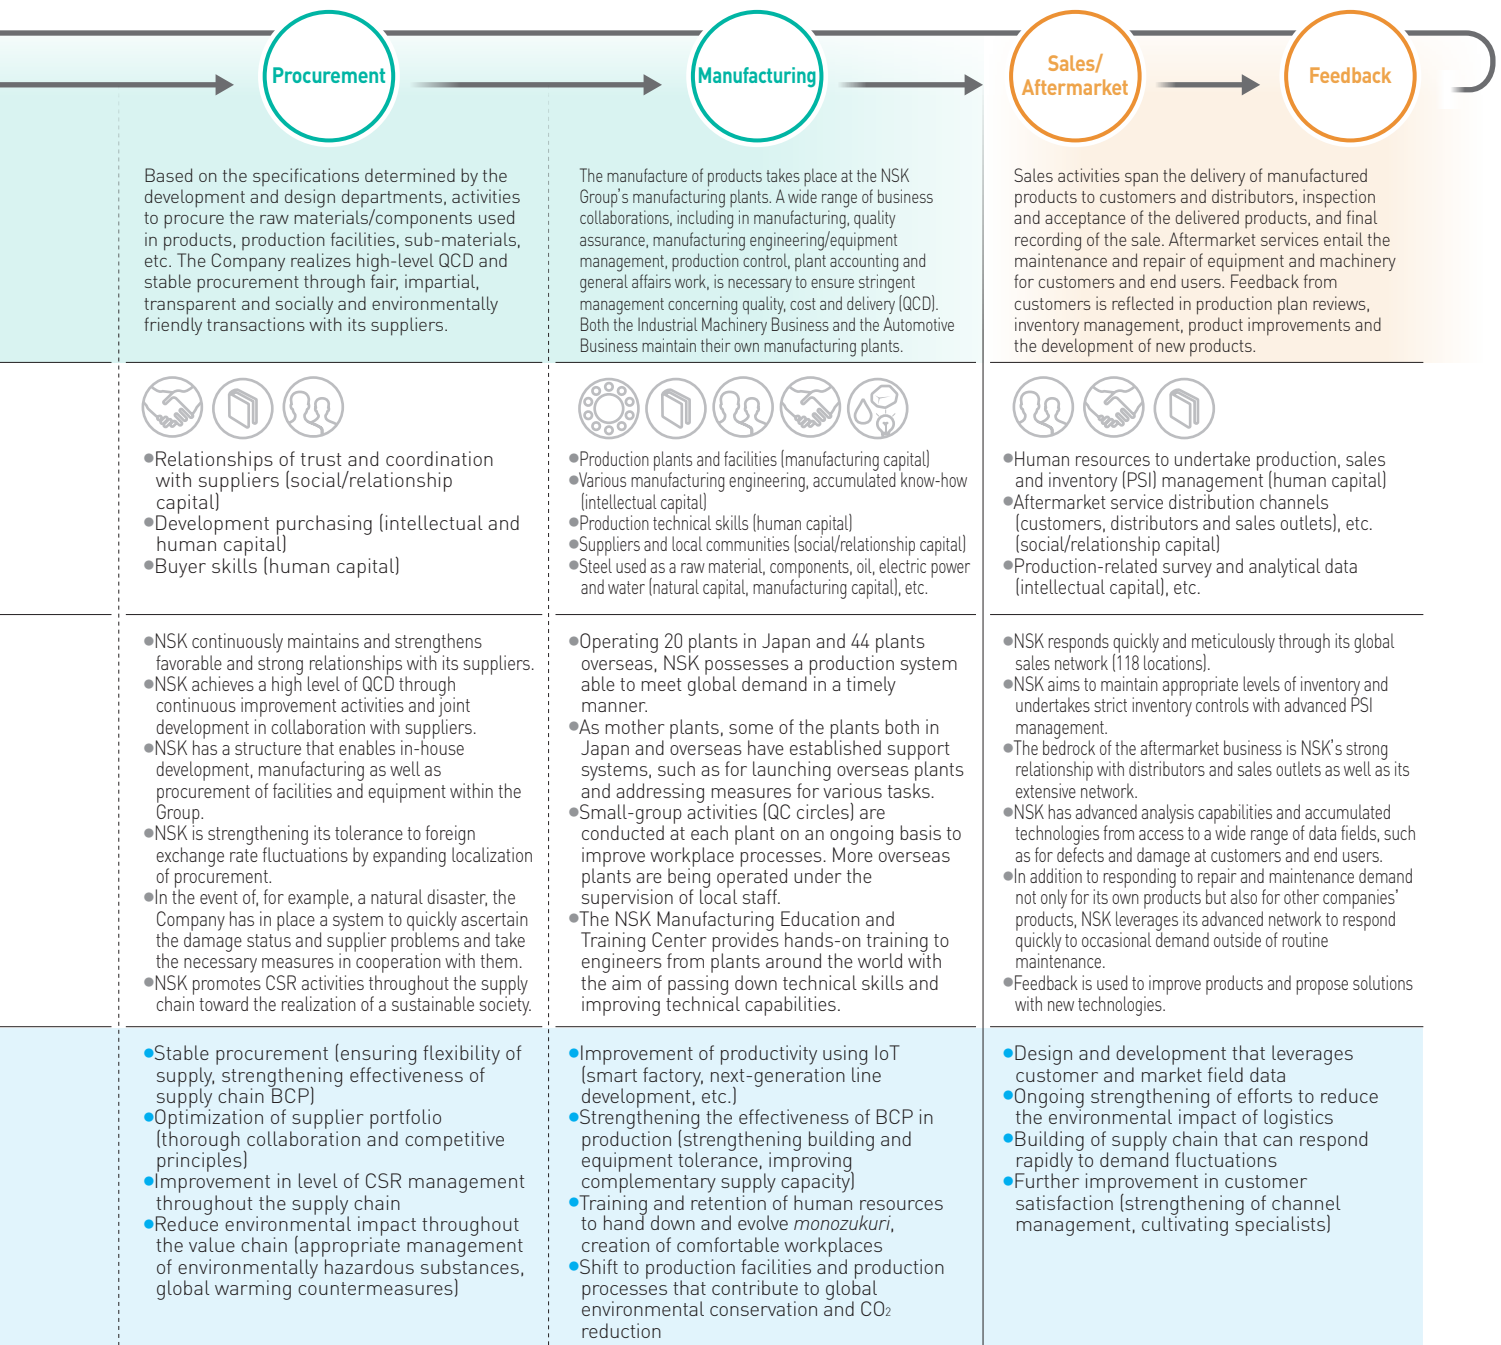 Procurement
Manufacturing
Sales/
Aftermarket
Feedback
Based on the specifications determined by the
development and design departments, activities
to procure the raw materials/components used
in products, production facilities, sub-materials,
etc. The Company realizes high-level QCD and
stable procurement through fair, impartial,
transparent and socially and environmentally
friendly transactions with its suppliers.
The manufacture of products takes place at the NSK
Group's manufacturing plants. A wide range of business
collaborations, including in manufacturing, quality
assurance, manufacturing engineering/equipment
management, production control, plant accounting and
general affairs work, is necessary to ensure stringent
management concerning quality, cost and delivery (QCD).
Both the Industrial Machinery Business and the Automotive
Business maintain their own manufacturing plants.
Sales activities span the delivery of manufactured
products to customers and distributors, inspection
and acceptance of the delivered products, and final
recording of the sale. Aftermarket services entail the
maintenance and repair of equipment and machinery
for customers and end users. Feedback from
customers is reflected in production plan reviews,
inventory management, product improvements and
the development of new products.
●Relationships of trust and coordination
with suppliers (social/relationship
capital)
●Development purchasing (intellectual and
human capital)
●Buyer skills (human capital)
●Production plants and facilities (manufacturing capital)
●Various manufacturing engineering, accumulated know-how
(intellectual capital)
●Production technical skills (human capital)
●Suppliers and local communities (social/relationship capital)
●Steel used as a raw material, components, oil, electric power
and water (natural capital, manufacturing capital), etc.
●Human resources to undertake production, sales
and inventory (PSI) management (human capital)
●Aftermarket service distribution channels
(customers, distributors and sales outlets), etc.
(social/relationship capital)
●Production-related survey and analytical data
(intellectual capital), etc.
●NSK continuously maintains and strengthens
favorable and strong relationships with its suppliers.
●NSK achieves a high level of QCD through
continuous improvement activities and joint
development in collaboration with suppliers.
●NSK has a structure that enables in-house
development, manufacturing as well as
procurement of facilities and equipment within the
Group.
●NSK is strengthening its tolerance to foreign
exchange rate fluctuations by expanding localization
of procurement.
●In the event of, for example, a natural disaster, the
Company has in place a system to quickly ascertain
the damage status and supplier problems and take
the necessary measures in cooperation with them.
●NSK promotes CSR activities throughout the supply
chain toward the realization of a sustainable society.
●Operating 20 plants in Japan and 44 plants
overseas, NSK possesses a production system
able to meet global demand in a timely
manner.
●As mother plants, some of the plants both in
Japan and overseas have established support
systems, such as for launching overseas plants
and addressing measures for various tasks.
●Small-group activities (QC circles) are
conducted at each plant on an ongoing basis to
improve workplace processes. More overseas
plants are being operated under the
supervision of local staff.
●The NSK Manufacturing Education and
Training Center provides hands-on training to
engineers from plants around the world with
the aim of passing down technical skills and
improving technical capabilities.
●NSK responds quickly and meticulously through its global
sales network (118 locations).
●NSK aims to maintain appropriate levels of inventory and
undertakes strict inventory controls with advanced PSI
management.
●The bedrock of the aftermarket business is NSK's strong
relationship with distributors and sales outlets as well as its
extensive network.
●NSK has advanced analysis capabilities and accumulated
technologies from access to a wide range of data fields, such
as for defects and damage at customers and end users.
●In addition to responding to repair and maintenance demand
not only for its own products but also for other companies'
products, NSK leverages its advanced network to respond
quickly to occasional demand outside of routine
maintenance.
●Feedback is used to improve products and propose solutions
with new technologies.
●Stable procurement (ensuring flexibility of
supply, strengthening effectiveness of
supply chain BCP)
●Optimization of supplier portfolio
(thorough collaboration and competitive
principles)
●Improvement in level of CSR management
throughout the supply chain
●Reduce environmental impact throughout
the value chain (appropriate management
of environmentally hazardous substances,
global warming countermeasures)
●Improvement of productivity using IoT
(smart factory, next-generation line
development, etc.)
●Strengthening the effectiveness of BCP in
production (strengthening building and
equipment tolerance, improving
complementary supply capacity)
●Training and retention of human resources
to hand down and evolve monozukuri,
creation of comfortable workplaces
●Shift to production facilities and production
processes that contribute to global
environmental conservation and CO2
reduction
●Design and development that leverages
customer and market field data
●Ongoing strengthening of efforts to reduce
the environmental impact of logistics
●Building of supply chain that can respond
rapidly to demand fluctuations
●Further improvement in customer
satisfaction (strengthening of channel
management, cultivating specialists)